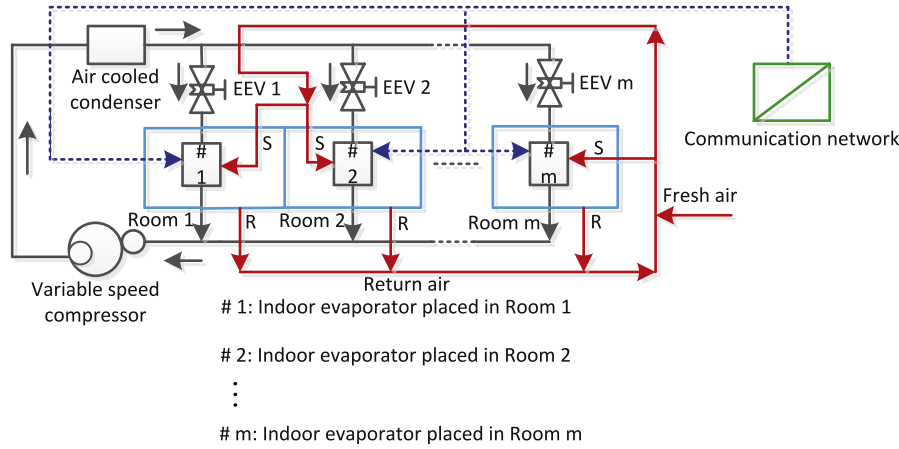 Air cooled
condenser
EEV 1
EEV 2
EEV m
Communication network
S
S
S
#
1
#
2
#
m
Fresh air
Room 1
R
Room 2
R
Room m
R
Return air
Variable speed
compressor
# 1: Indoor evaporator placed in Room 1
# 2: Indoor evaporator placed in Room 2
# m: Indoor evaporator placed in Room m